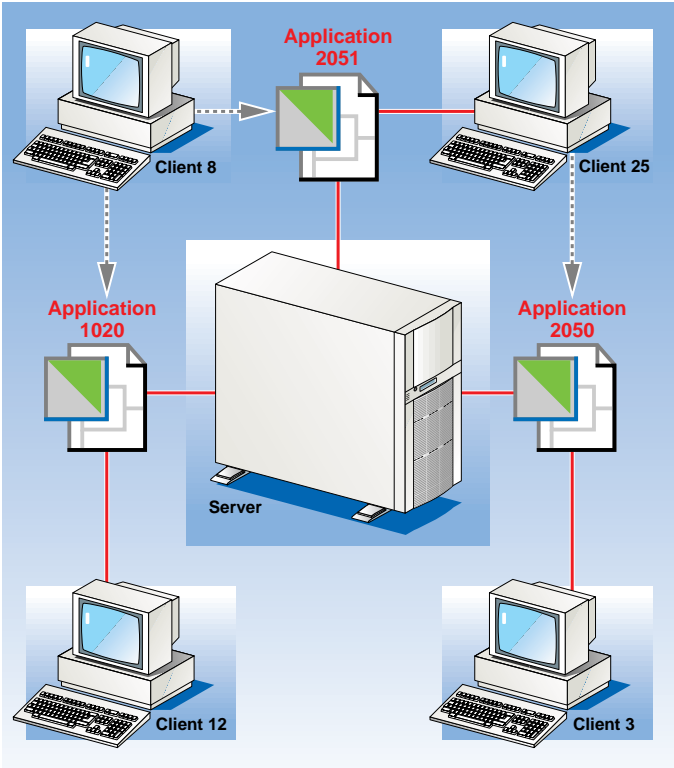 Application
2051
Client 8
Client 25
Application
1020
Application
2050
Server
Client 12
Client 3